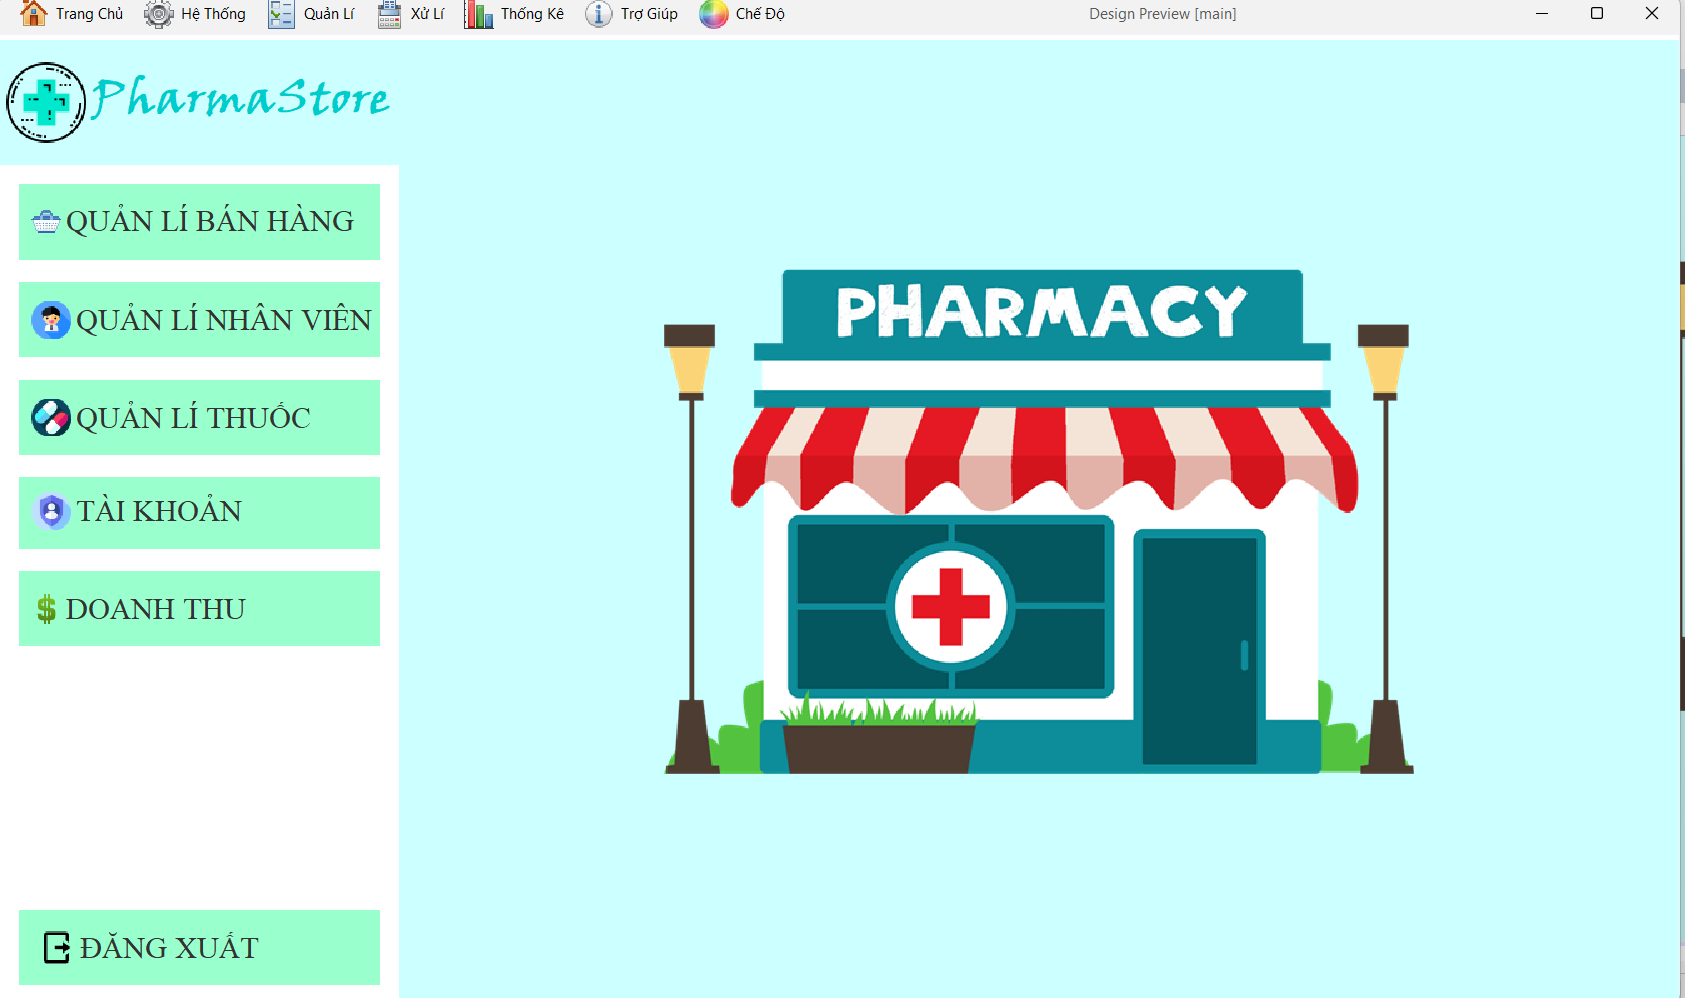 Trang Chủ Hệ Thống Quản Lí Xử Lí Thống Kê Trợ Giúp Chế Độ Design Preview [main]
PharmaStore
QUẢN LÍ BÁN HÀNG
QUẢN LÍ NHÂN VIÊN
QUẢN LÍ THUỐC
TÀI KHOẢN
DOANH THU
ĐĂNG XUẤT
PHARMACY